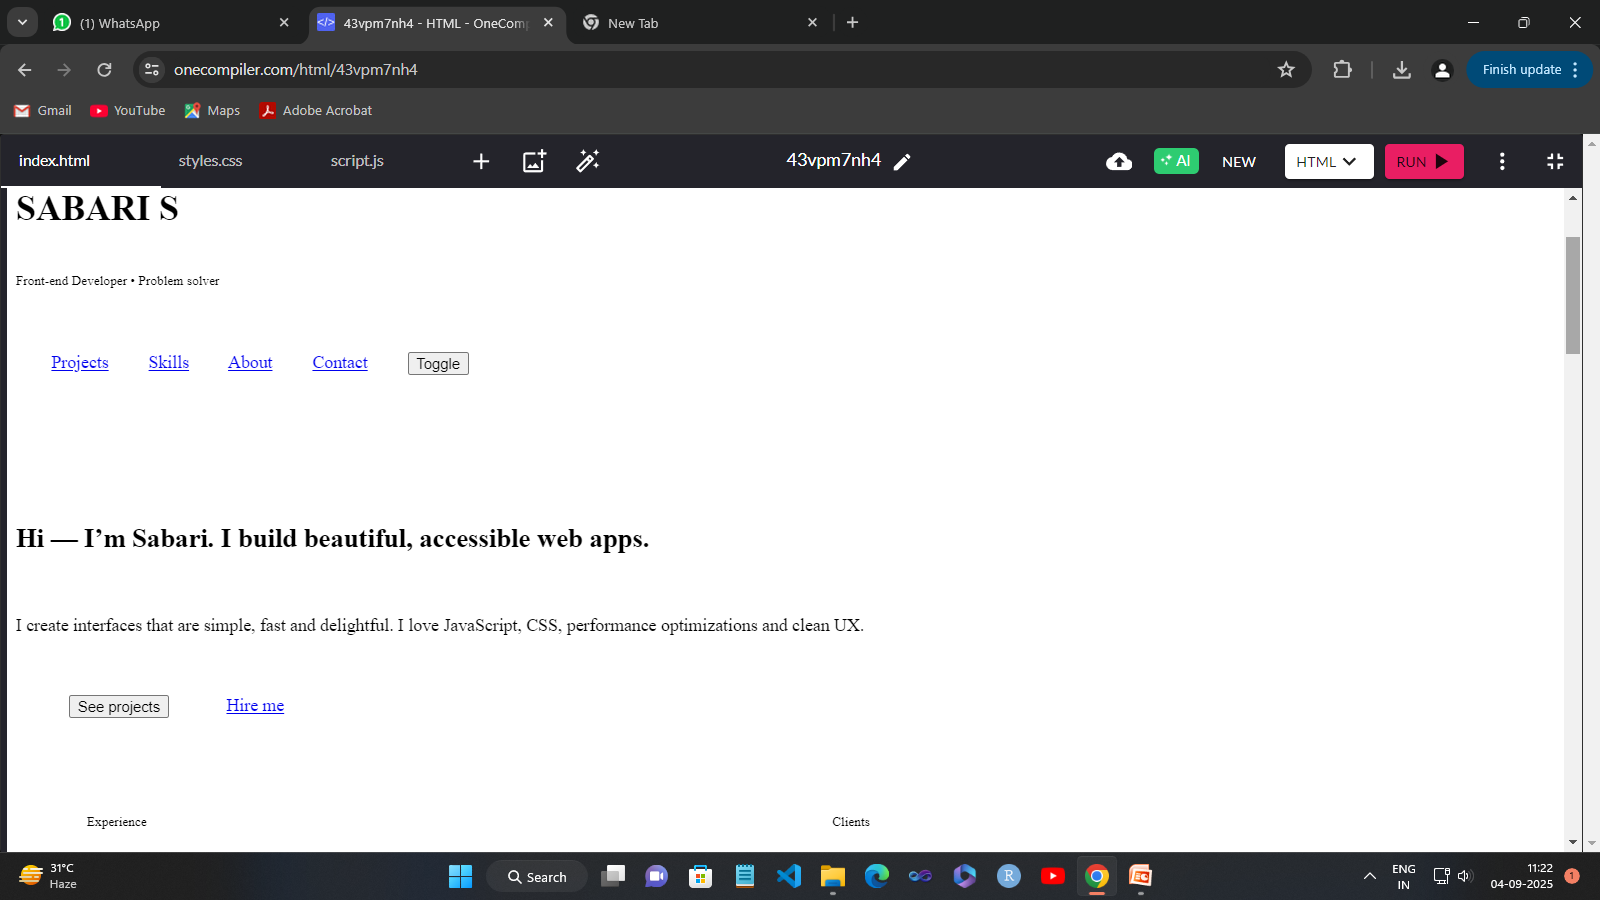 (1) WhatsApp
43vpm7nh4 - HTML - OneComp
New Tab
onecompiler.com/html/43vpm7nh4
Finish update
Gmail
YouTube
Maps
Adobe Acrobat
index.html
styles.css
script.js
43vpm7nh4
AI
NEW
HTML
RUN
SABARI S
Front-end Developer • Problem solver
Projects
Skills
About
Contact
Toggle
Hi — I’m Sabari. I build beautiful, accessible web apps.
I create interfaces that are simple, fast and delightful. I love JavaScript, CSS, performance optimizations and clean UX.
See projects
Hire me
Experience
Clients
31°C
Haze
Search
R
ENG
IN
11:22
04-09-2025
1